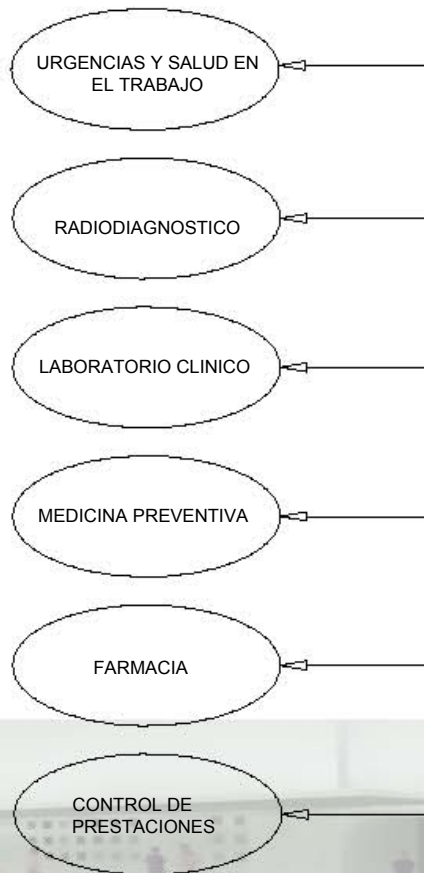 URGENCIAS Y SALUD EN
EL TRABAJO
RADIODIAGNOSTICO
LABORATORIO CLINICO
MEDICINA PREVENTIVA
FARMACIA
CONTROL DE
PRESTACIONES